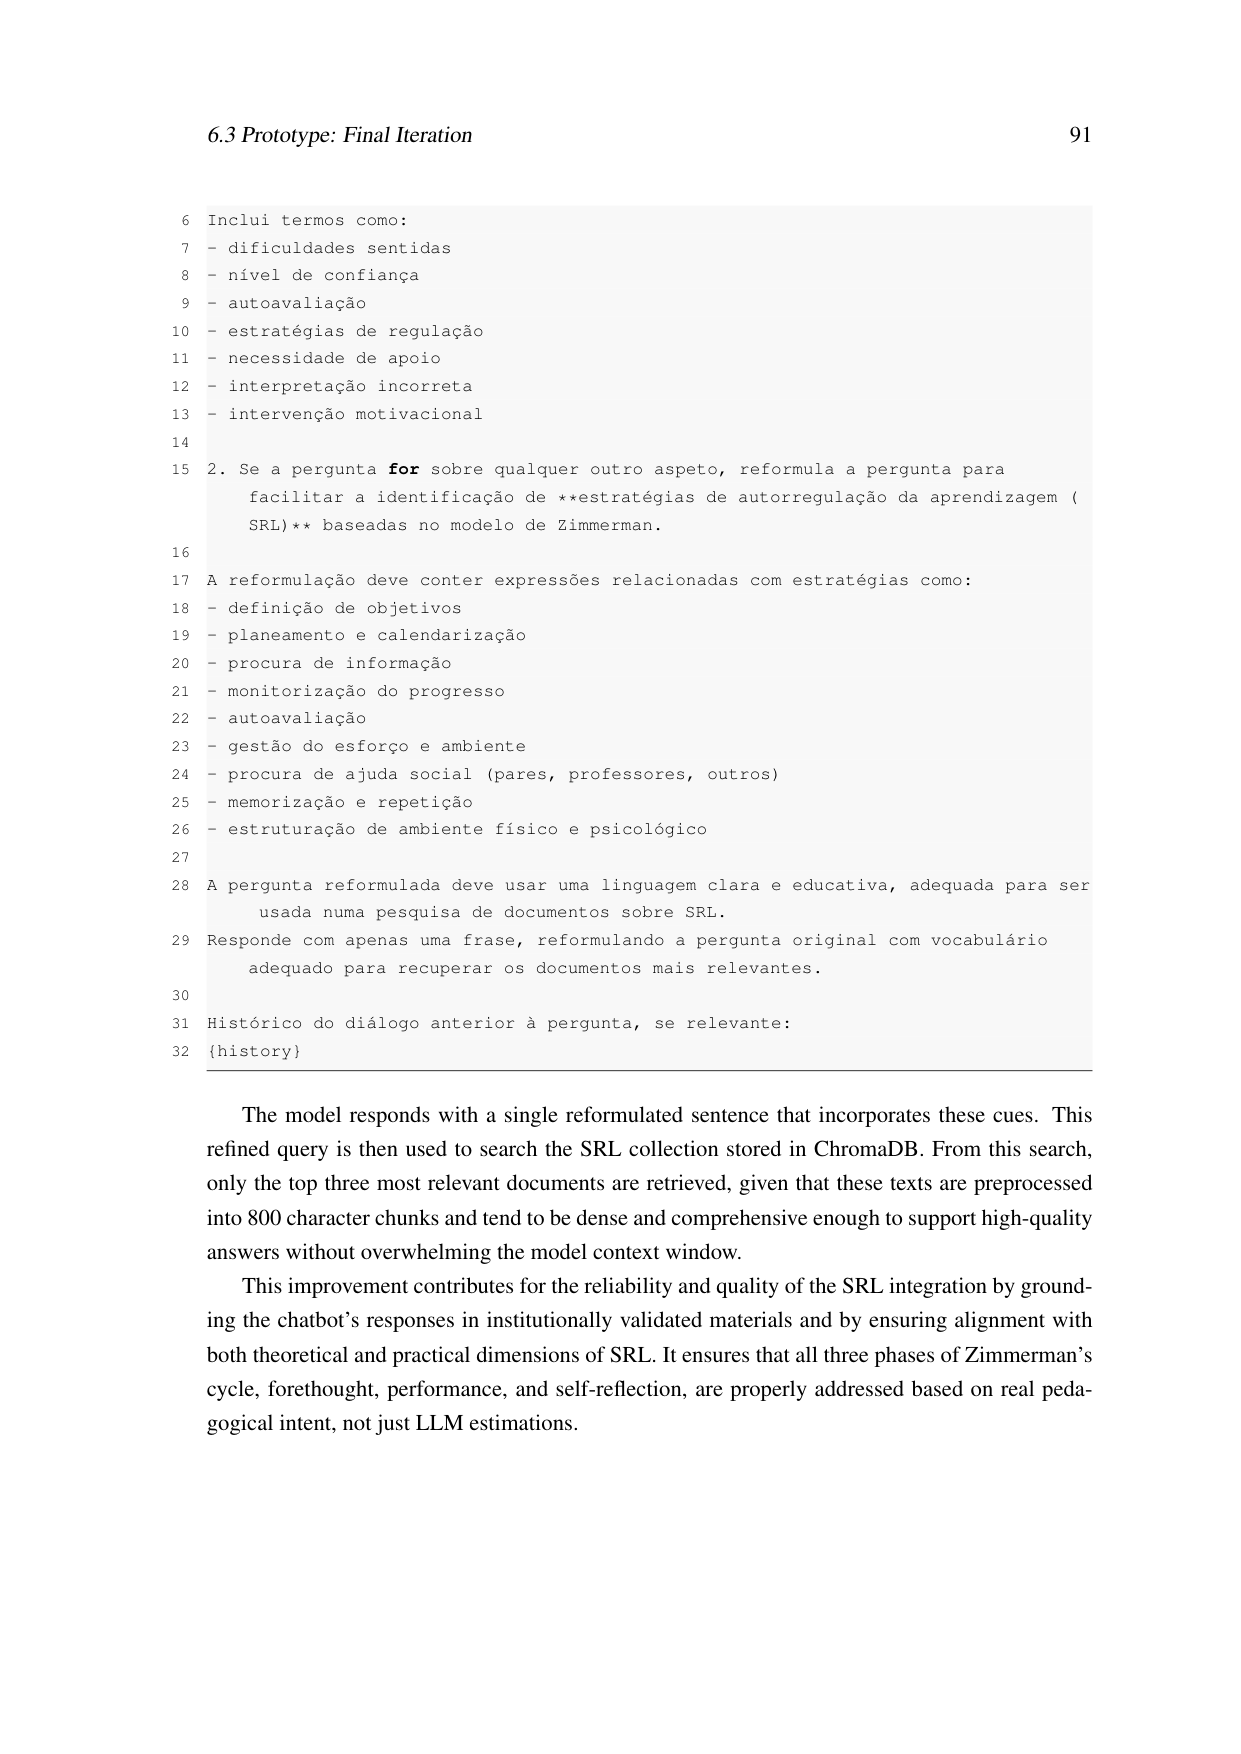 6.3 Prototype: Final Iteration 91
6 Inclui termos como:
7 - dificuldades sentidas
8 - nível de confiança
9 - autoavaliação
10 - estratégias de regulação
11 - necessidade de apoio
12 - interpretação incorreta
13 - intervenção motivacional
14
15 2. Se a pergunta for sobre qualquer outro aspeto, reformula a pergunta para
facilitar a identificação de **estratégias de autorregulação da aprendizagem (
SRL)** baseadas no modelo de Zimmerman.
16
17 A reformulação deve conter expressões relacionadas com estratégias como:
18 - definição de objetivos
19 - planeamento e calendarização
20 - procura de informação
21 - monitorização do progresso
22 - autoavaliação
23 - gestão do esforço e ambiente
24 - procura de ajuda social (pares, professores, outros)
25 - memorização e repetição
26 - estruturação de ambiente físico e psicológico
27
28 A pergunta reformulada deve usar uma linguagem clara e educativa, adequada para ser
usada numa pesquisa de documentos sobre SRL.
29 Responde com apenas uma frase, reformulando a pergunta original com vocabulário
adequado para recuperar os documentos mais relevantes.
30
31 Histórico do diálogo anterior à pergunta, se relevante:
32 {history}
The model responds with a single reformulated sentence that incorporates these cues. This
refined query is then used to search the SRL collection stored in ChromaDB. From this search,
only the top three most relevant documents are retrieved, given that these texts are preprocessed
into 800 character chunks and tend to be dense and comprehensive enough to support high-quality
answers without overwhelming the model context window.
This improvement contributes for the reliability and quality of the SRL integration by ground-
ing the chatbot's responses in institutionally validated materials and by ensuring alignment with
both theoretical and practical dimensions of SRL. It ensures that all three phases of Zimmerman's
cycle, forethought, performance, and self-reflection, are properly addressed based on real peda-
gogical intent, not just LLM estimations.